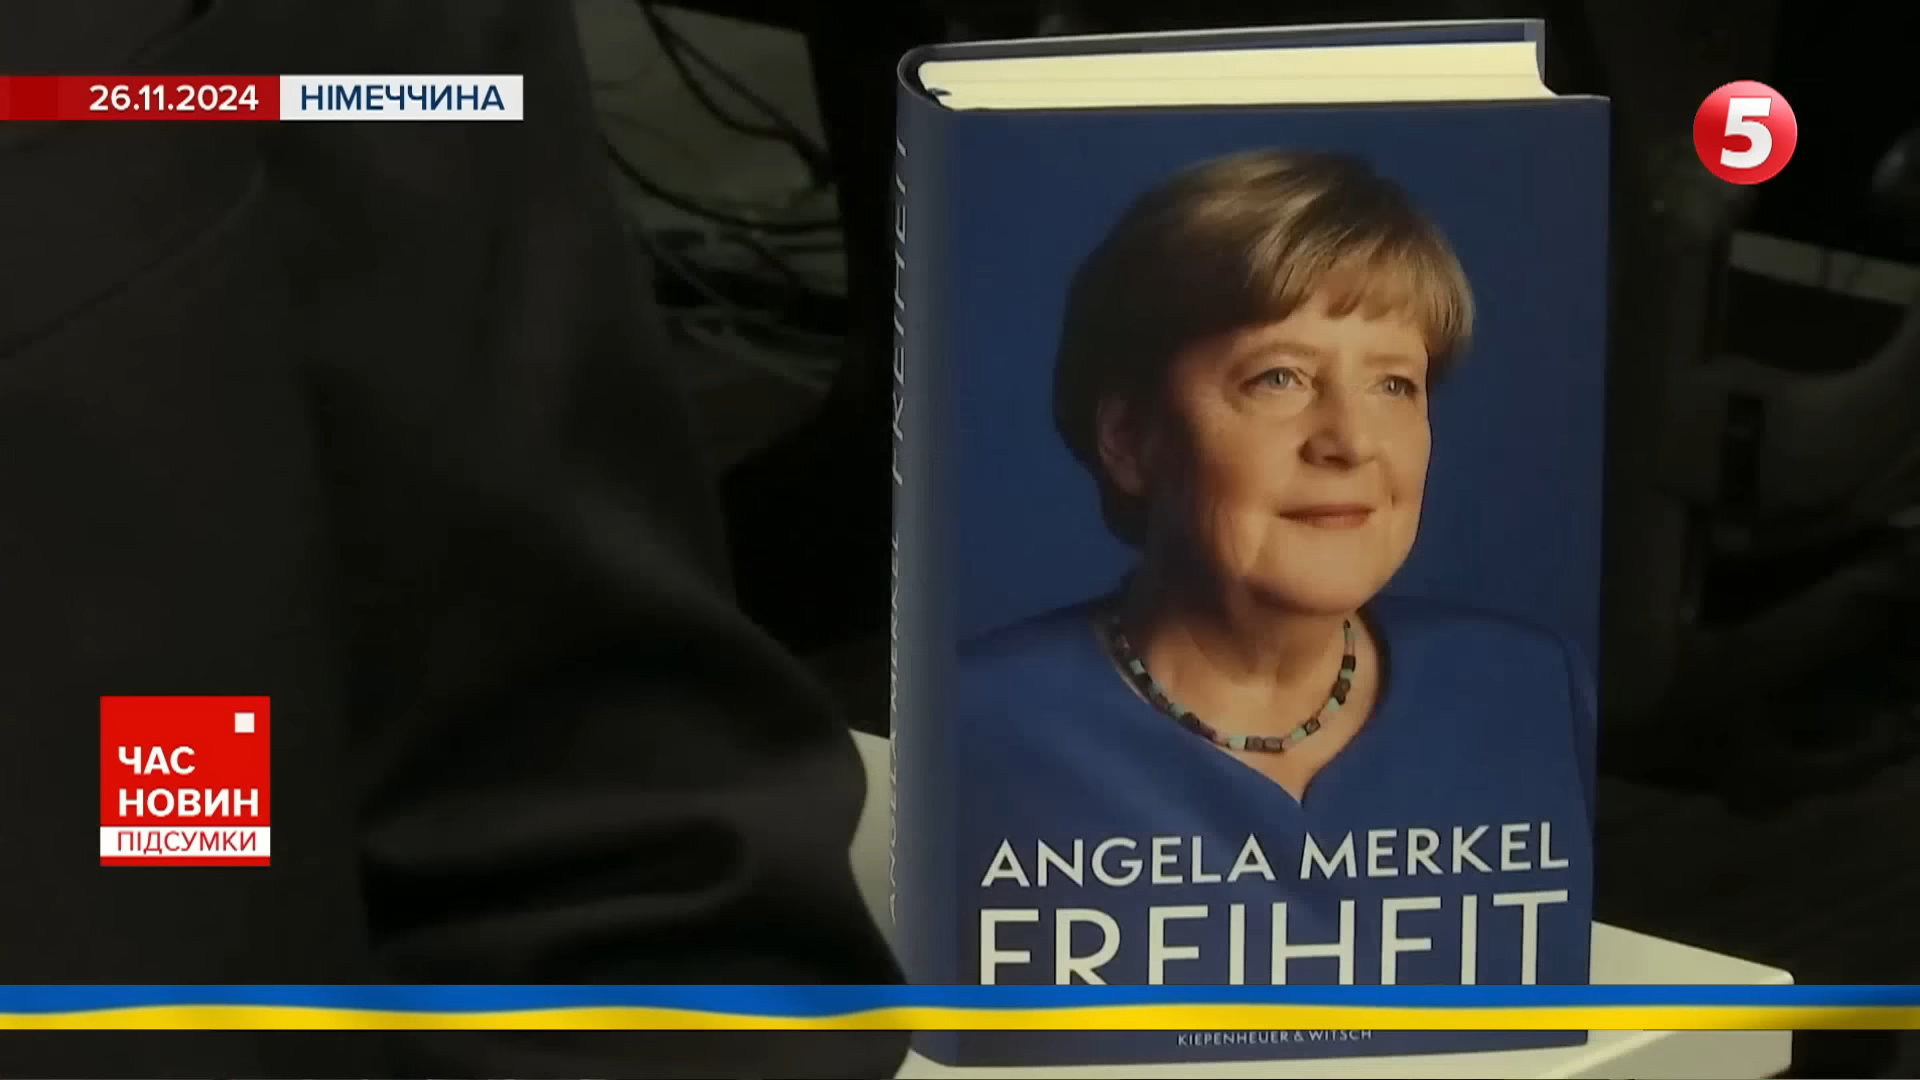 26.11.2024 НІМЕЧЧИНА
5
ANGELA MERKEL FREIHEIT
ANGELA MERKEL
FREIHEIT
ЧАС
НОВИН
ПІДСУМКИ
KIEPENHEUER & WITSCH